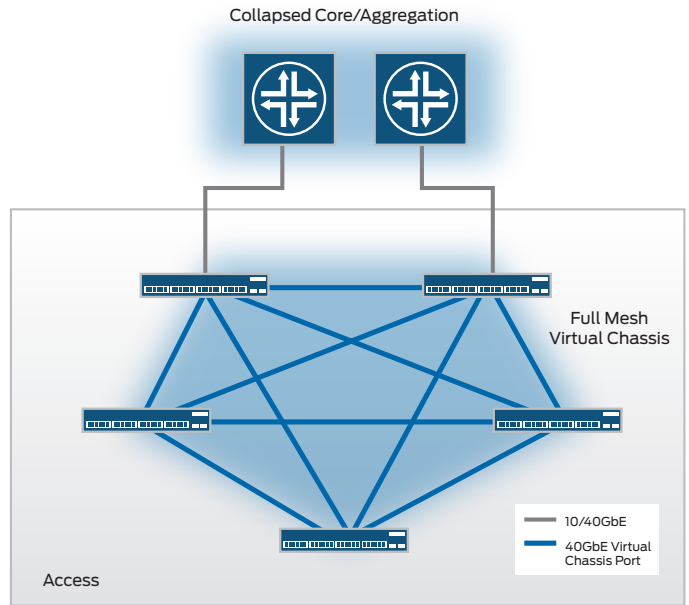 Collapsed Core/Aggregation
Full Mesh
Virtual Chassis
10/40GbE
40GbE Virtual
Chassis Port
Access